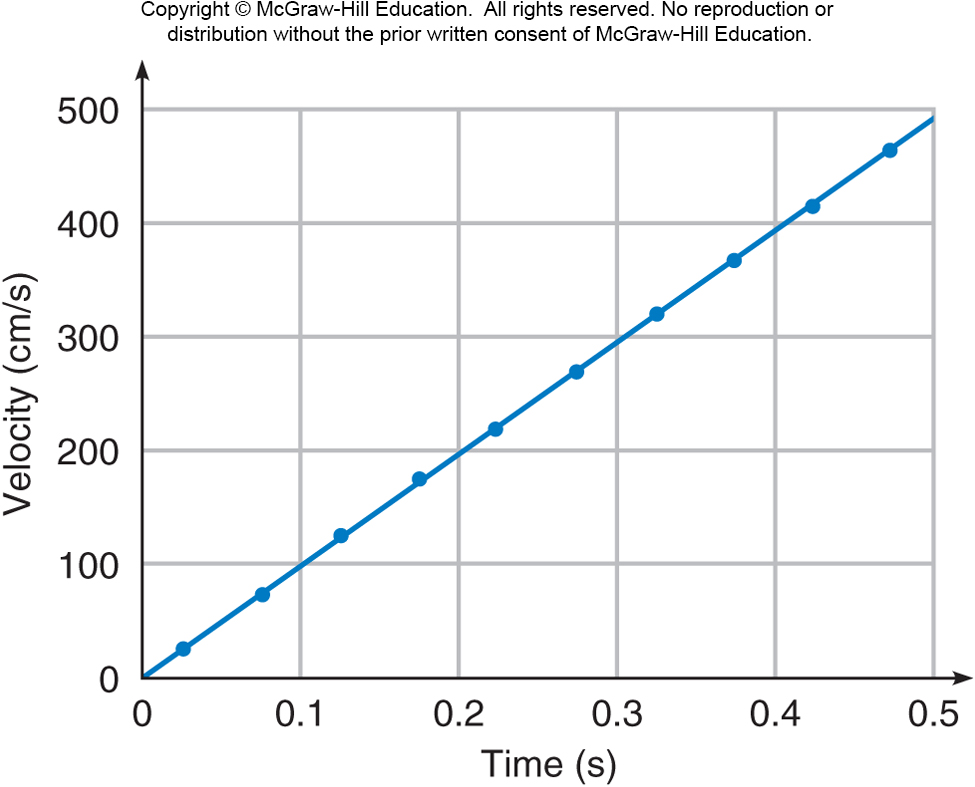 Copyright © McGraw-Hill Education. All rights reserved. No reproduction or
distribution without the prior written consent of McGraw-Hill Education.
500
400
300
200
100
0
Velocity (cm/s)
0 0.1 0.2 0.3 0.4 0.5
Time (s)